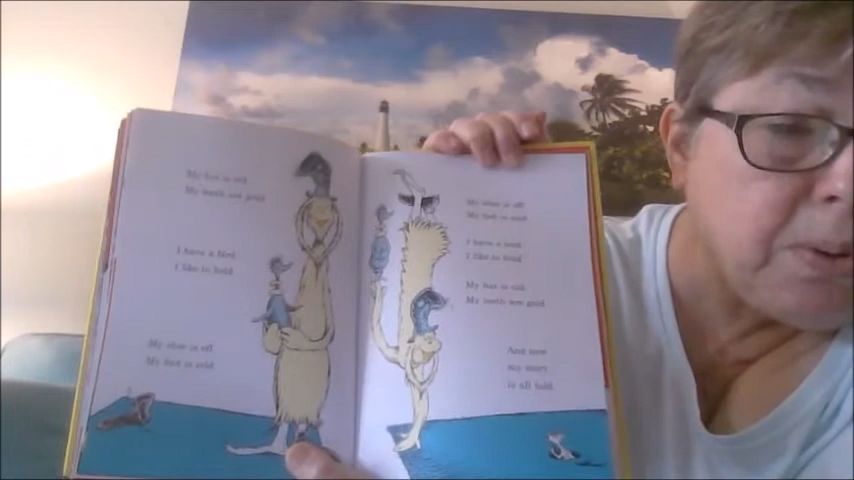 My hat is old.
My teeth are gold.
I have a bird
I like to hold.
My shoe is off.
My foot is cold.
My shoe is off.
My foot is cold.
I have a bird
I like to hold.
My hat is old.
My teeth are gold.
And now
my story
is all told.